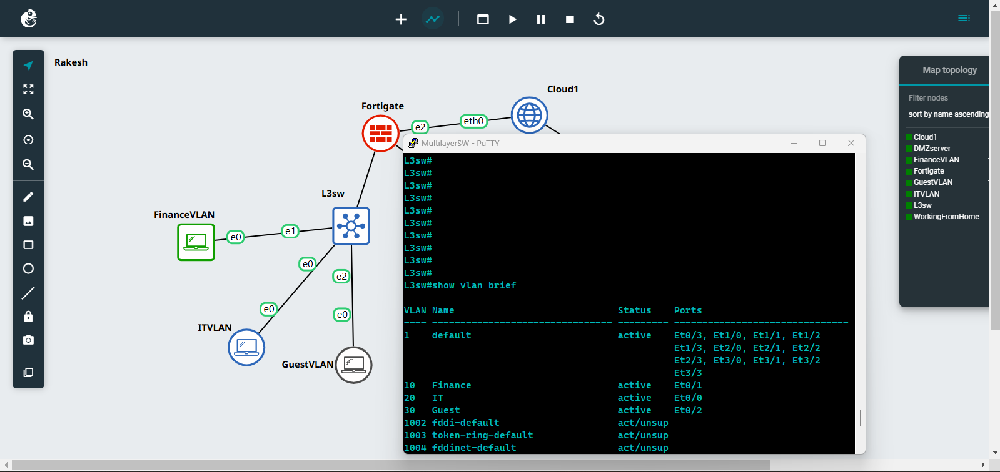 Rakesh
Cloud1
Fortigate
e2
eth0
Map topology
Filter nodes
sort by name ascending
Cloud1
DMZserver
FinanceVLAN
Fortigate
GuestVLAN
ITVLAN
L3sw
WorkingFromHome
L3sw
FinanceVLAN
e0
e1
e0
e2
e0
e0
ITVLAN
GuestVLAN
MultilayerSW - PuTTY
L3sw#
L3sw#
L3sw#
L3sw#
L3sw#
L3sw#
L3sw#
L3sw#
L3sw#
L3sw#
L3sw#show vlan brief
VLAN Name Status Ports
---- -------------------------------- --------- -------------------------------
1 default active Et0/3, Et1/0, Et1/1, Et1/2
Et1/3, Et2/0, Et2/1, Et2/2
Et2/3, Et3/0, Et3/1, Et3/2
Et3/3
10 Finance active Et0/1
20 IT active Et0/0
30 Guest active Et0/2
1002 fddi-default act/unsup
1003 token-ring-default act/unsup
1004 fddinet-default act/unsup